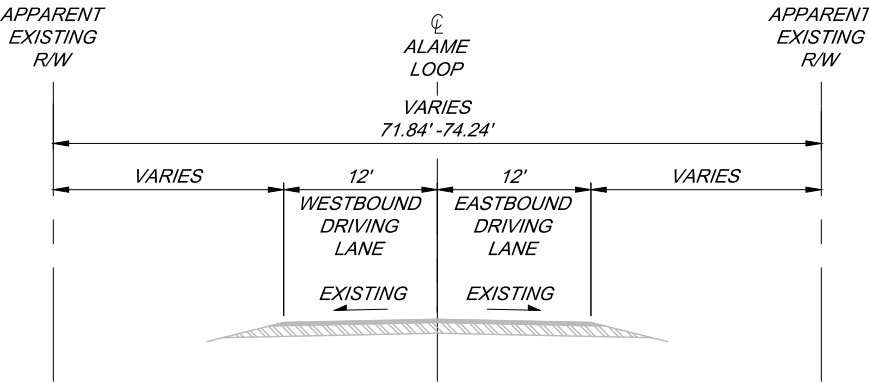 APPARENT
EXISTING
R/W
℄
ALAME
LOOP
APPARENT
EXISTING
R/W
VARIES
71.84' -74.24'
VARIES
12'
12'
VARIES
WESTBOUND
DRIVING
LANE
EASTBOUND
DRIVING
LANE
EXISTING
EXISTING